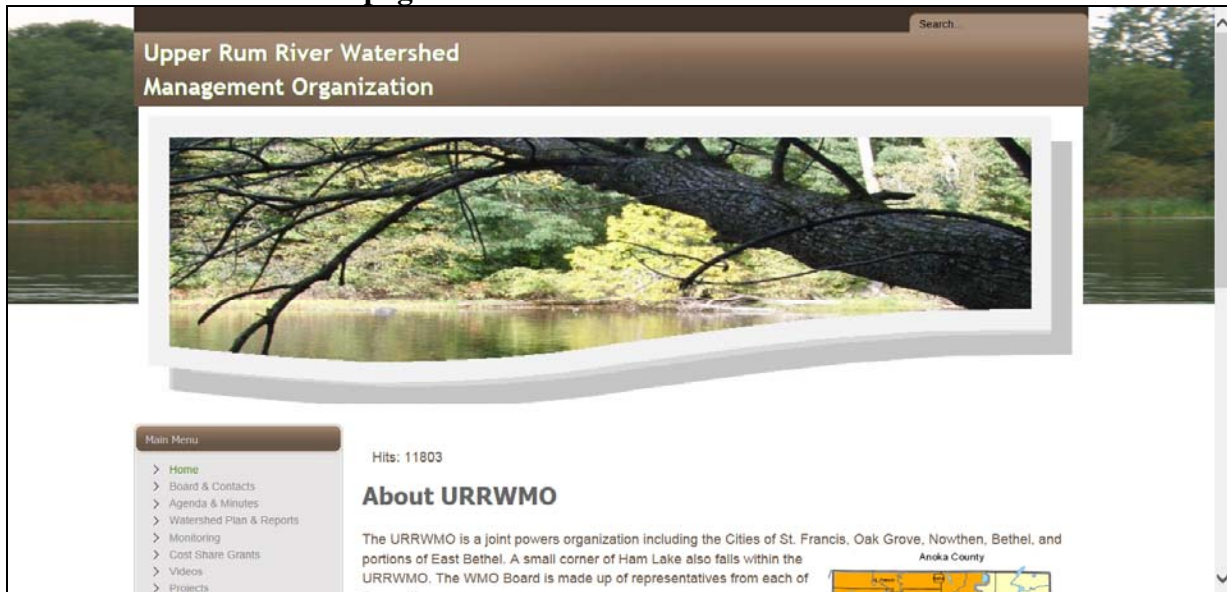 Search...
Upper Rum River Watershed
Management Organization
Main Menu
Home
Board & Contacts
Agenda & Minutes
Watershed Plan & Reports
Monitoring
Cost Share Grants
Videos
Projects
Hits: 11803
About URRWMO
The URRWMO is a joint powers organization including the Cities of St. Francis, Oak Grove, Nowthen, Bethel, and
portions of East Bethel. A small corner of Ham Lake also falls within the
URRWMO. The WMO Board is made up of representatives from each of
Anoka County